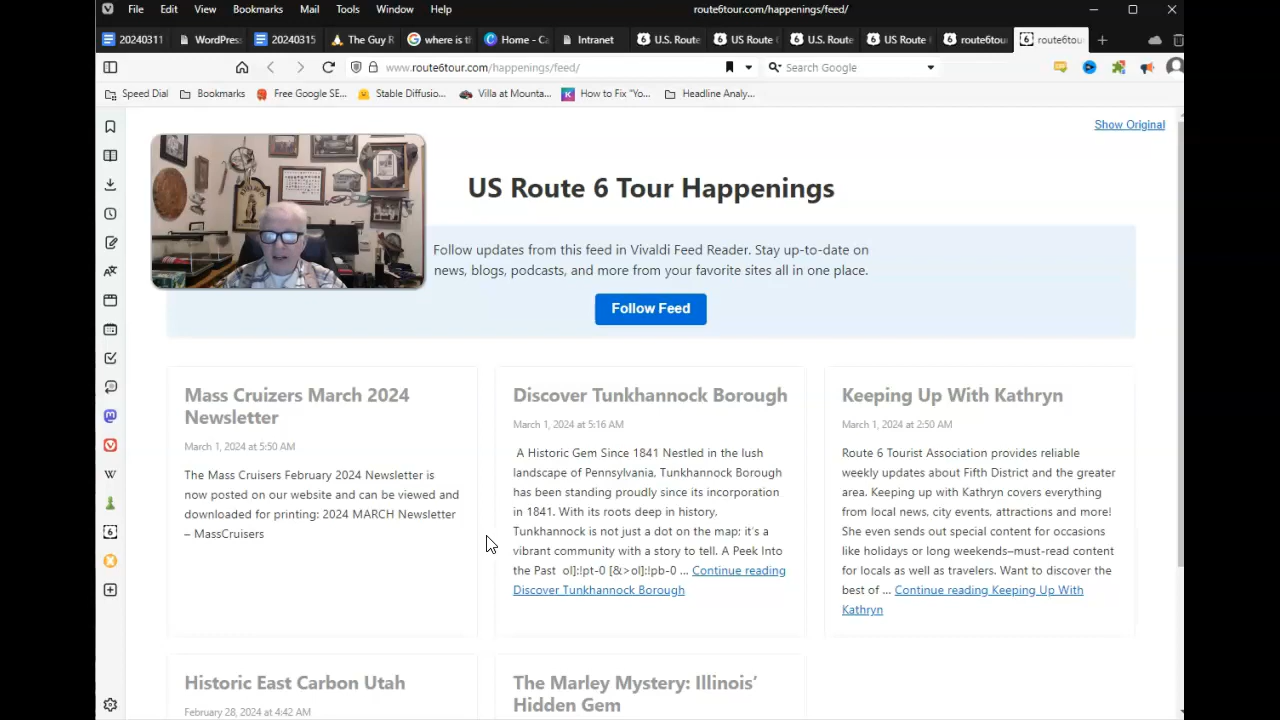 File Edit View Bookmarks Mail Tools Window Help
route6tour.com/happenings/feed/
20240311 WordPress 20240315 The Guy R where is th Home - Ca Intranet U.S. Route US Route U.S. Route US Route route6tour route6tour
www.route6tour.com/happenings/feed/ Search Google
Speed Dial Bookmarks Free Google SE... Stable Diffusio... Villa at Mounta... How to Fix "Yo... Headline Analy...
Show Original
US Route 6 Tour Happenings
Follow updates from this feed in Vivaldi Feed Reader. Stay up-to-date on
news, blogs, podcasts, and more from your favorite sites all in one place.
Follow Feed
Mass Cruizers March 2024
Newsletter
March 1, 2024 at 5:50 AM
The Mass Cruisers February 2024 Newsletter is
now posted on our website and can be viewed and
downloaded for printing: 2024 MARCH Newsletter
– MassCruisers
Discover Tunkhannock Borough
March 1, 2024 at 5:16 AM
A Historic Gem Since 1841 Nestled in the lush
landscape of Pennsylvania, Tunkhannock Borough
has been standing proudly since its incorporation
in 1841. With its roots deep in history,
Tunkhannock is not just a dot on the map; it's a
vibrant community with a story to tell. A Peek Into
the Past ol]:!pt-0 [&>ol]:!pb-0 ... Continue reading
Discover Tunkhannock Borough
Keeping Up With Kathryn
March 1, 2024 at 2:50 AM
Route 6 Tourist Association provides reliable
weekly updates about Fifth District and the greater
area. Keeping up with Kathryn covers everything
from local news, city events, attractions and more!
She even sends out special content for occasions
like holidays or long weekends–must-read content
for locals as well as travelers. Want to discover the
best of ... Continue reading Keeping Up With
Kathryn
Historic East Carbon Utah
February 28, 2024 at 4:42 AM
The Marley Mystery: Illinois'
Hidden Gem